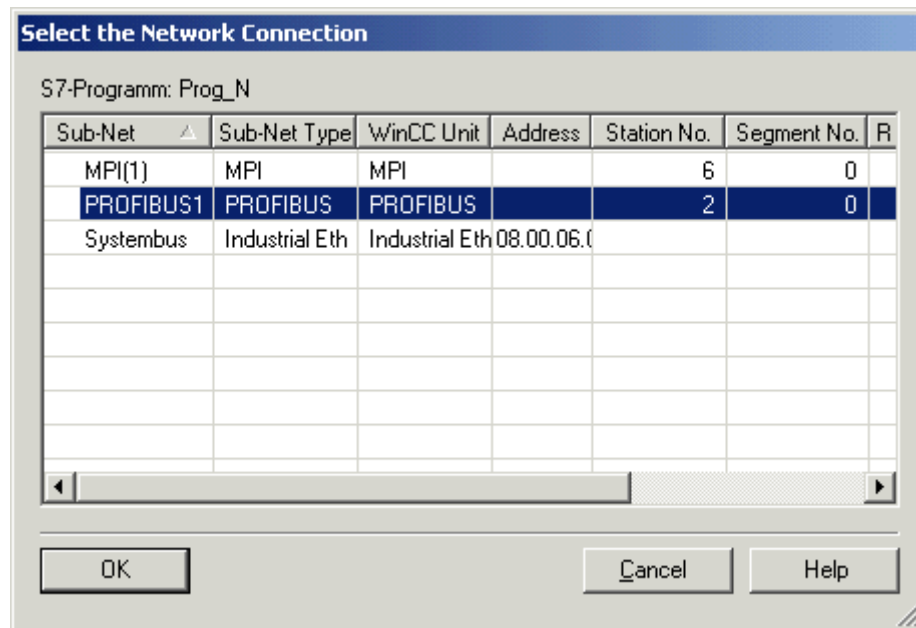 Select the Network Connection
S7-Programm: Prog_N
Sub-Net Sub-Net Type WinCC Unit Address Station No. Segment No. R
MPI(1) MPI MPI 6 0
PROFIBUS1 PROFIBUS PROFIBUS 2 0
Systembus Industrial Eth Industrial Eth 08.00.06.0
OK Cancel Help